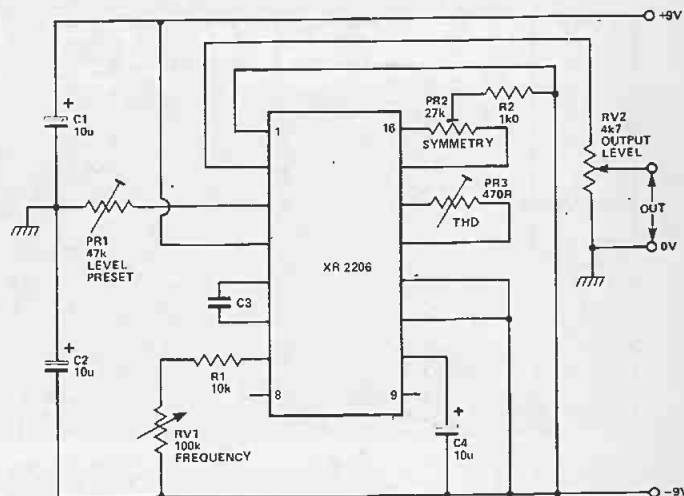 +9V
C1
10u
+
PR1
47k
LEVEL
PRESET
+
C2
10u
C3
R1
10k
RV1
100k
FREQUENCY
1
16
8
9
XR 2206
PR2
27k
SYMMETRY
R2
1k0
PR3
470R
THD
+
C4
10u
RV2
4k7
OUTPUT
LEVEL
OUT
0V
-9V